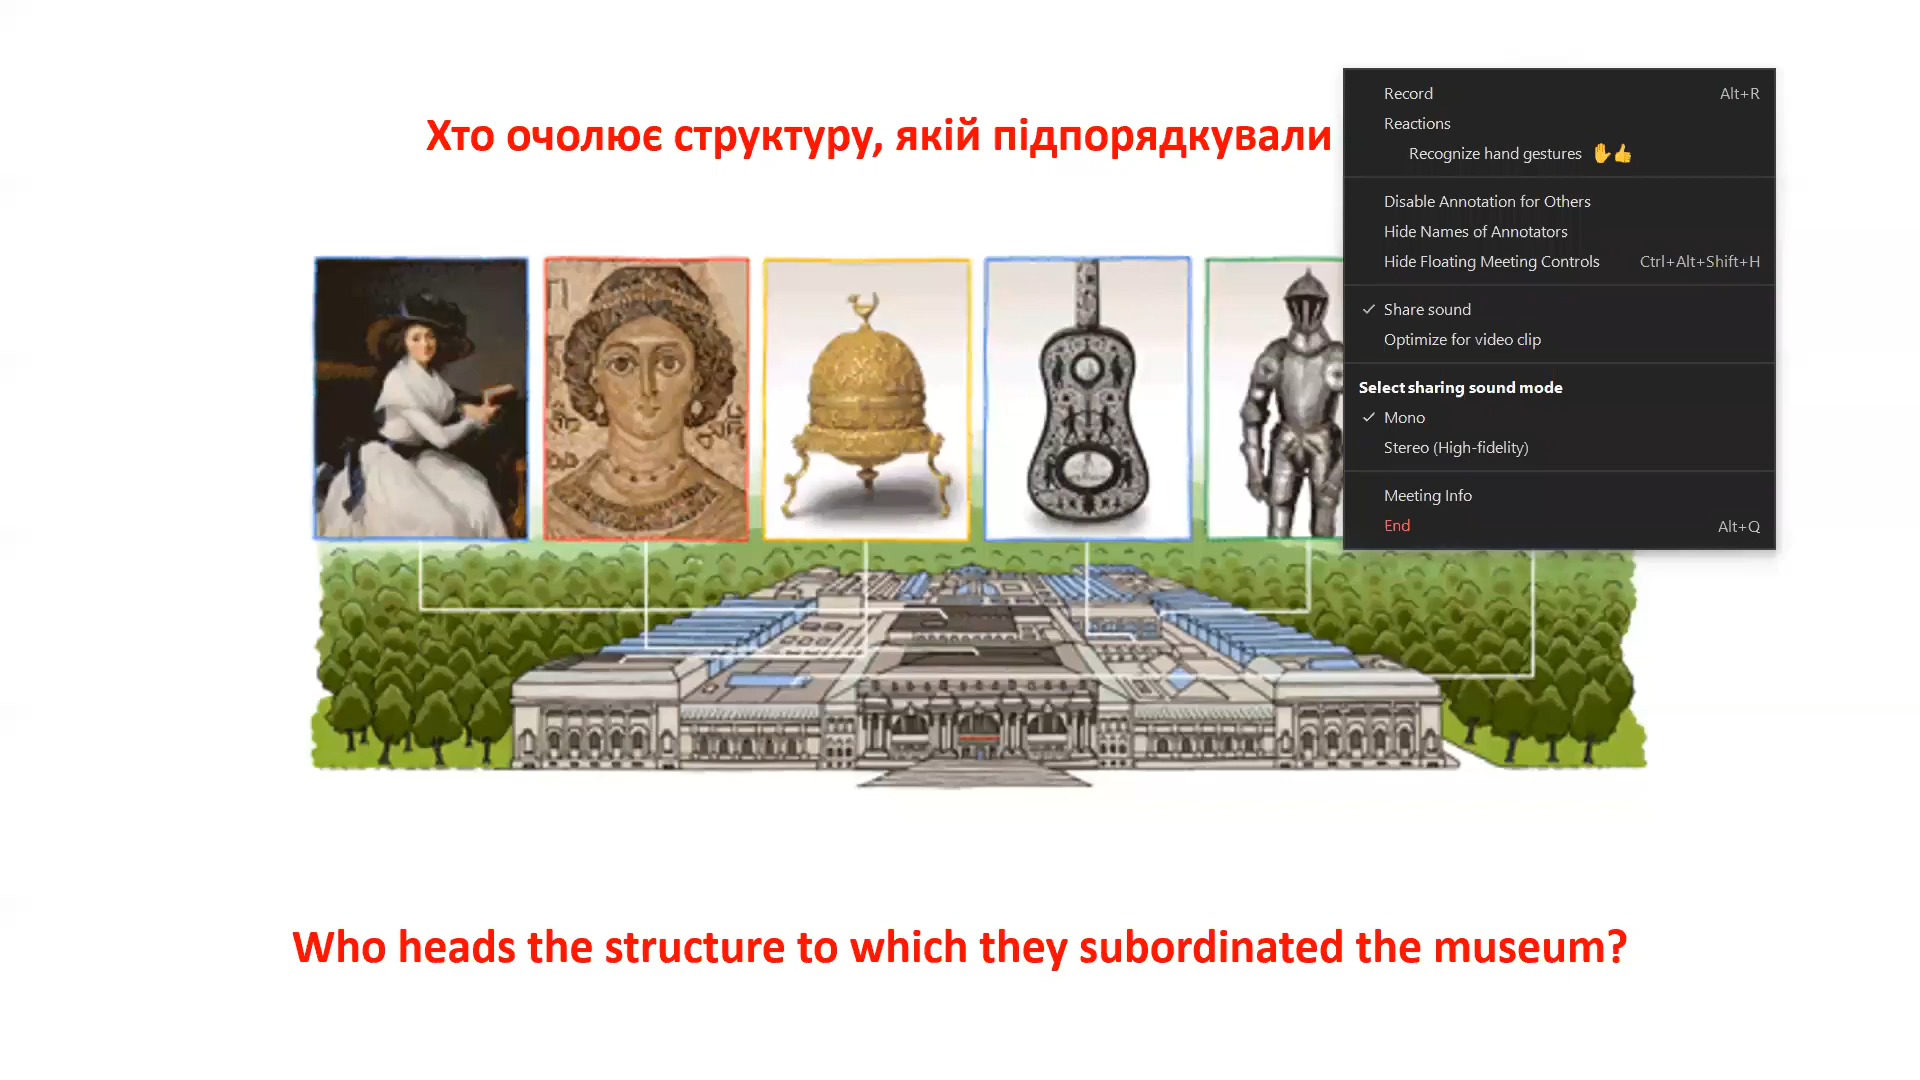 Хто очолює структуру, якій підпорядкували
Record Alt+R
Reactions
Recognize hand gestures
Disable Annotation for Others
Hide Names of Annotators
Hide Floating Meeting Controls Ctrl+Alt+Shift+H
Share sound
Optimize for video clip
Select sharing sound mode
Mono
Stereo (High-fidelity)
Meeting Info
End Alt+Q
Who heads the structure to which they subordinated the museum?